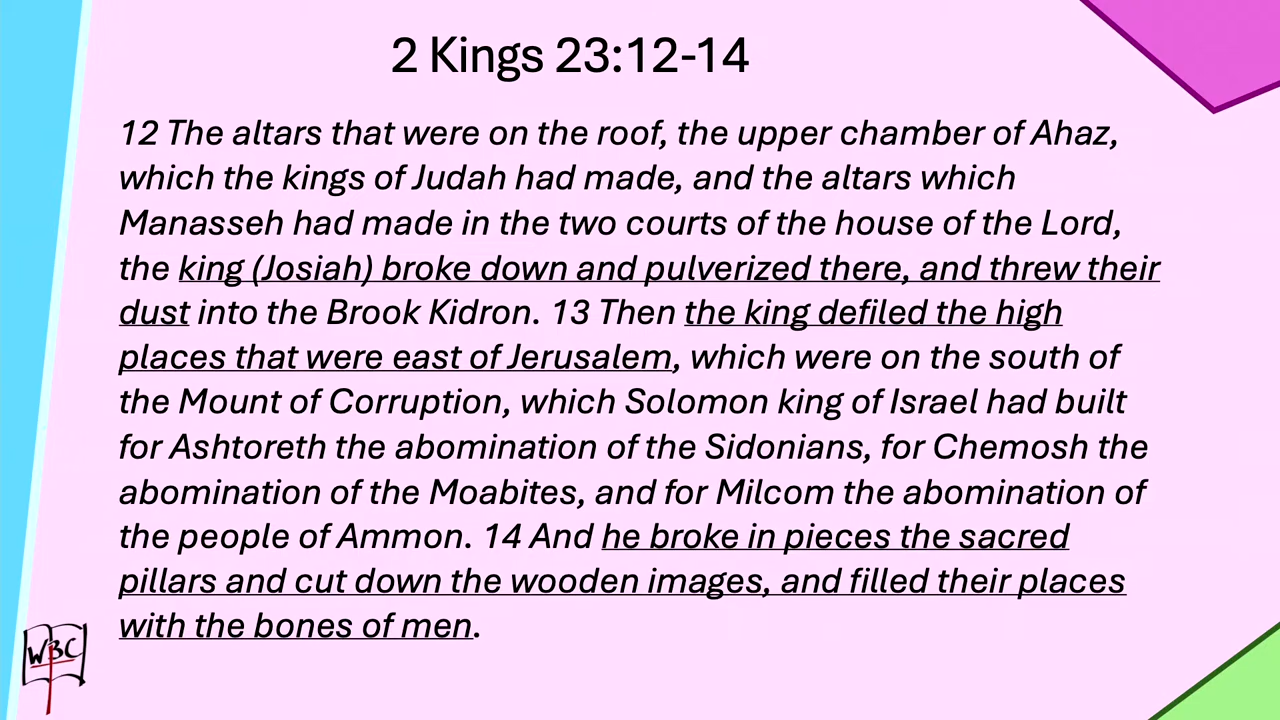 2 Kings 23:12-14
12 The altars that were on the roof, the upper chamber of Ahaz,
which the kings of Judah had made, and the altars which
Manasseh had made in the two courts of the house of the Lord,
the king (Josiah) broke down and pulverized there, and threw their
dust into the Brook Kidron. 13 Then the king defiled the high
places that were east of Jerusalem, which were on the south of
the Mount of Corruption, which Solomon king of Israel had built
for Ashtoreth the abomination of the Sidonians, for Chemosh the
abomination of the Moabites, and for Milcom the abomination of
the people of Ammon. 14 And he broke in pieces the sacred
pillars and cut down the wooden images, and filled their places
with the bones of men.
WBC